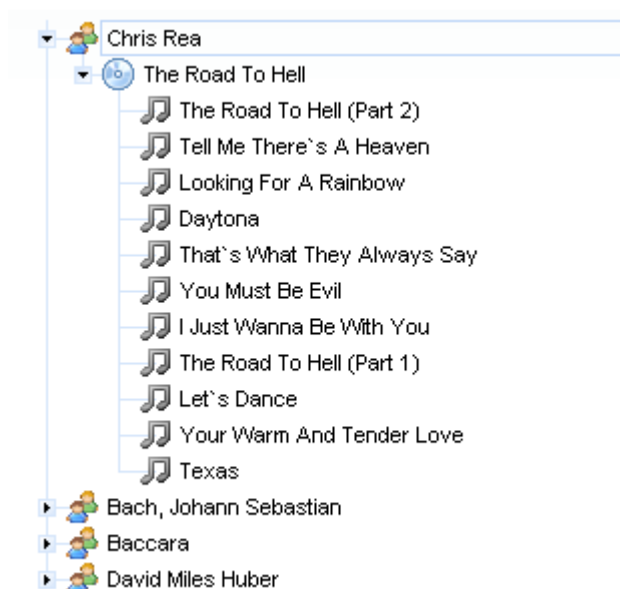 Chris Rea
The Road To Hell
The Road To Hell (Part 2)
Tell Me There`s A Heaven
Looking For A Rainbow
Daytona
That`s What They Always Say
You Must Be Evil
I Just Wanna Be With You
The Road To Hell (Part 1)
Let`s Dance
Your Warm And Tender Love
Texas
Bach, Johann Sebastian
Baccara
David Miles Huber